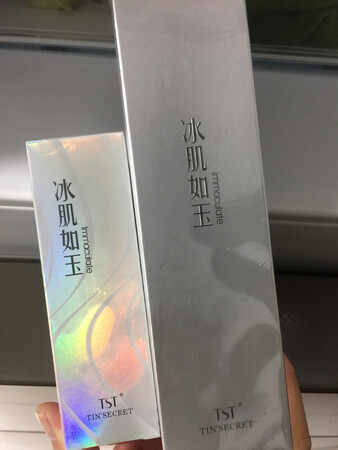 冰肌如玉
Immaculate
TST®
TIN'SECRET
冰肌如玉
Immaculate
TST®
TIN'SECRET